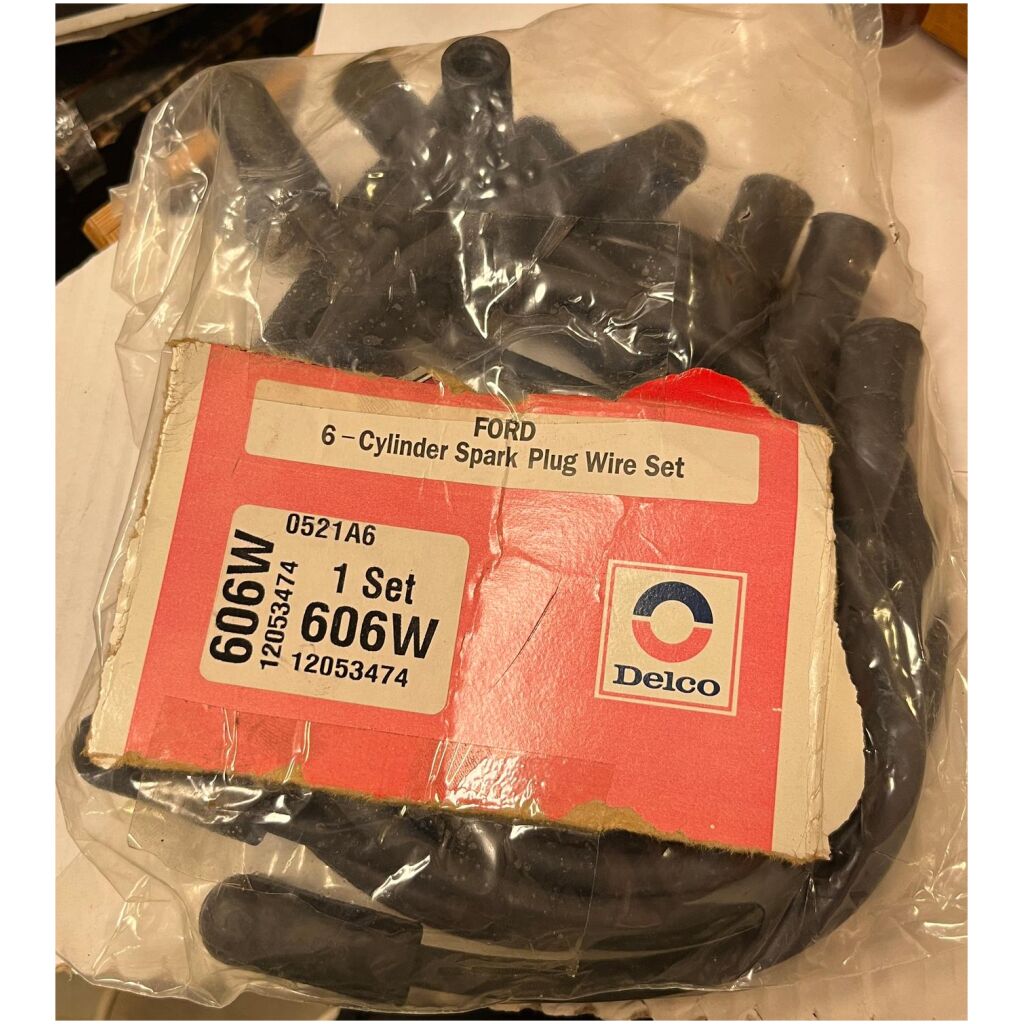 FORD
6-Cylinder Spark Plug Wire Set
0521A6
1 Set
606W
12053474
606W
12053474
Delco